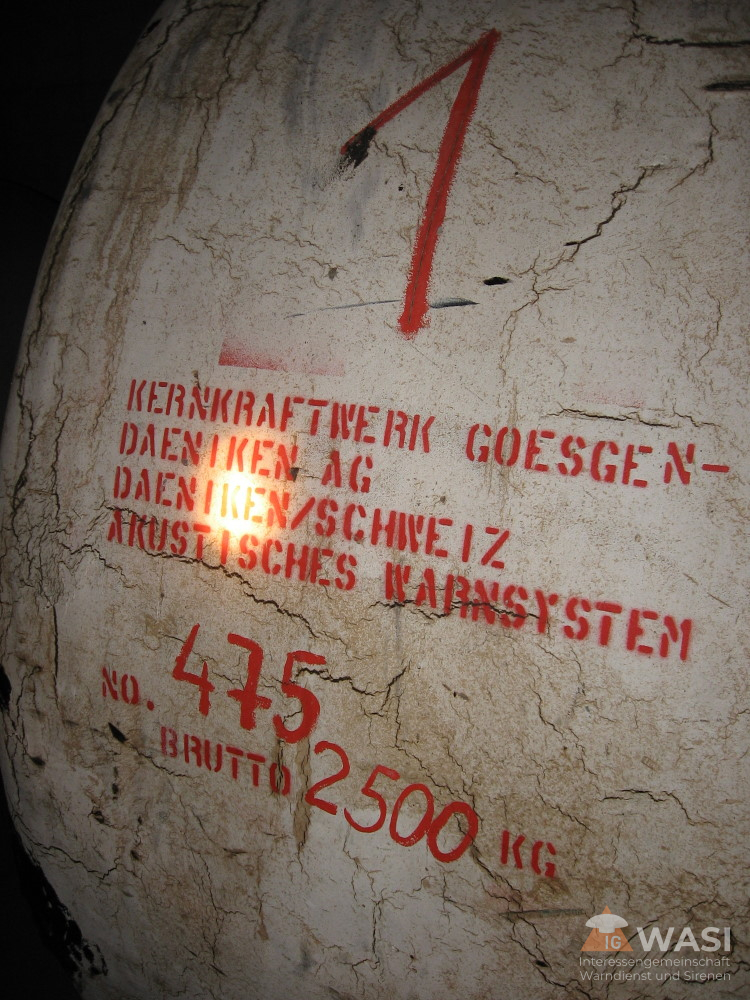 1
KERNKRAFTWERK GOESGEN-
DAENIKEN AG
DAENIKEN/SCHWEIZ
AKUSTISCHES WARNSYSTEM
NO. 475
BRUTTO 2500 KG
IG WASI
Interessengemeinschaft
Warndienst und Sirenen